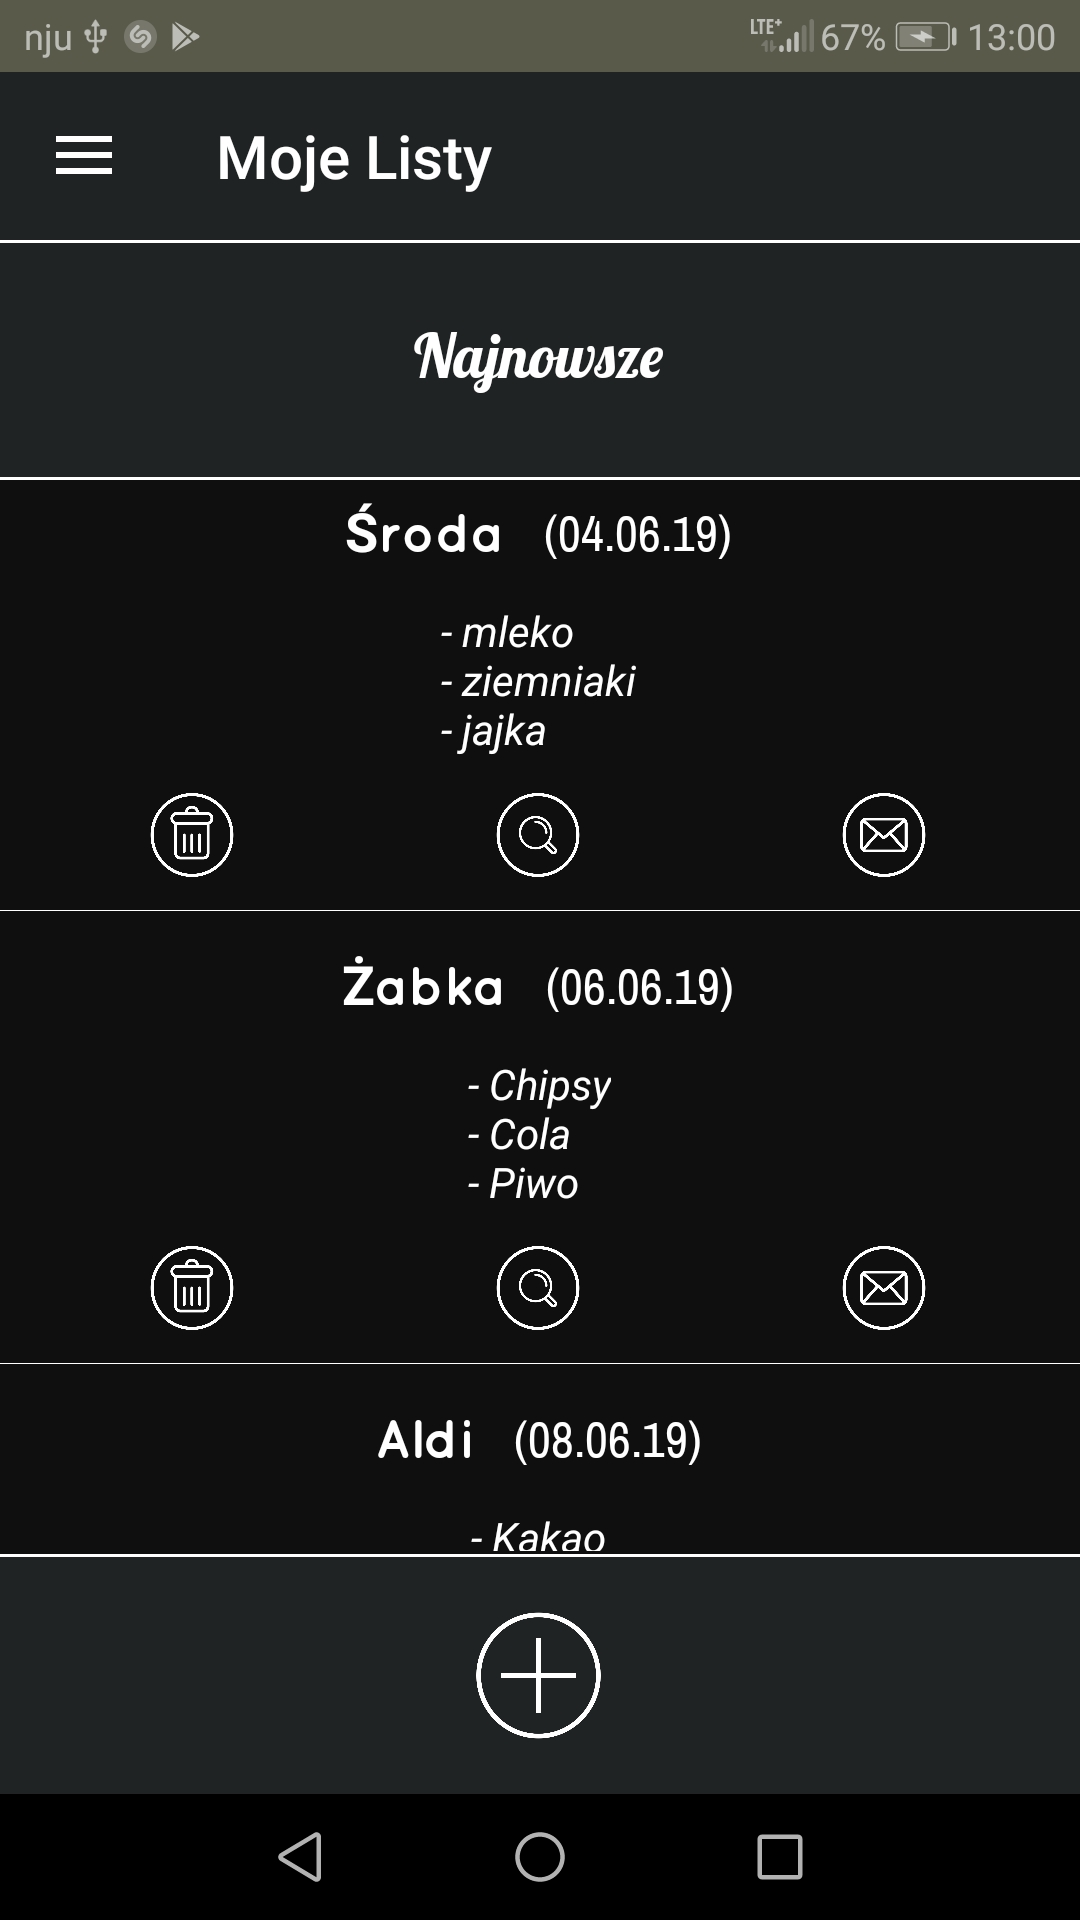 nju LTE+ 67% 13:00
Moje Listy
Najnowsze
Środa (04.06.19)
- mleko
- ziemniaki
- jajka
Żabka (06.06.19)
- Chipsy
- Cola
- Piwo
Aldi (08.06.19)
- Kakao